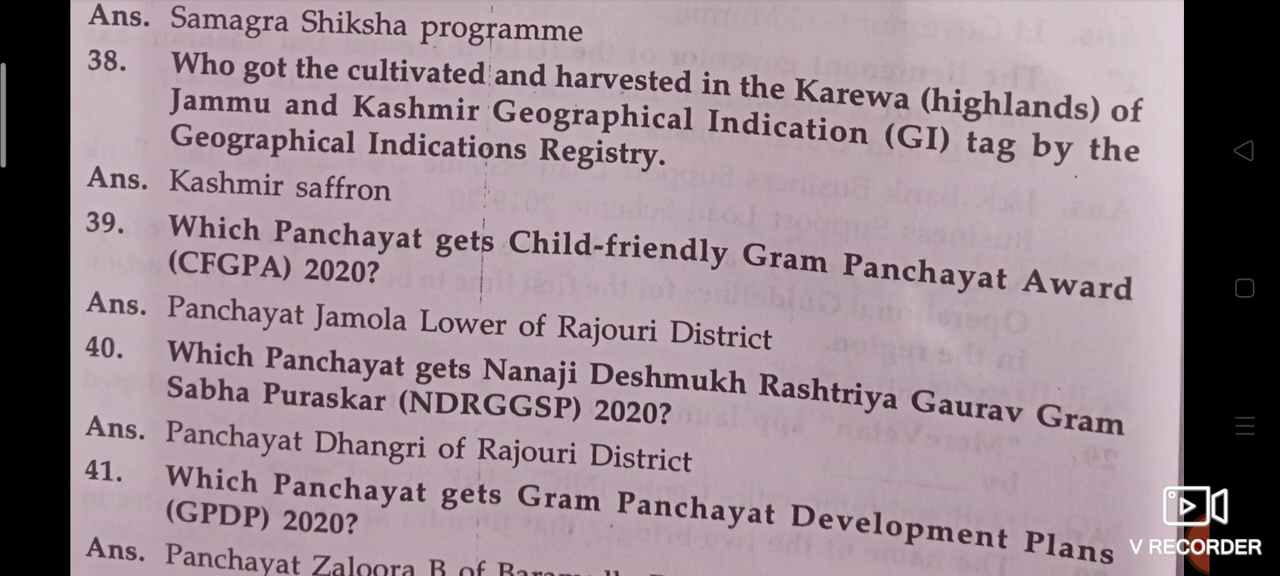 Ans. Samagra Shiksha programme
38. Who got the cultivated and harvested in the Karewa (highlands) of
Jammu and Kashmir Geographical Indication (GI) tag by the
Geographical Indications Registry.
Ans. Kashmir saffron
39. Which Panchayat gets Child-friendly Gram Panchayat Award
(CFGPA) 2020?
Ans. Panchayat Jamola Lower of Rajouri District
40. Which Panchayat gets Nanaji Deshmukh Rashtriya Gaurav Gram
Sabha Puraskar (NDRGGSP) 2020?
Ans. Panchayat Dhangri of Rajouri District
41. Which Panchayat gets Gram Panchayat Development Plans
(GPDP) 2020?
Ans. Panchayat Zaloora B of
V RECORDER